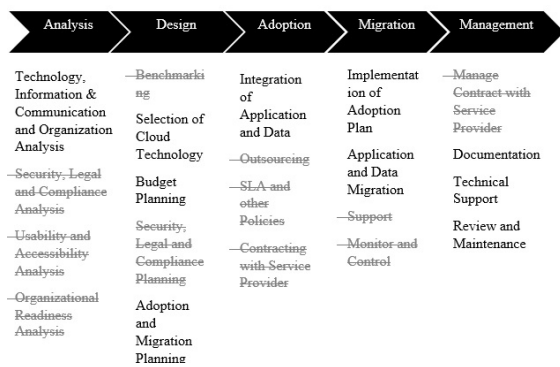 Analysis
Design
Adoption
Migration
Management
Technology,
Information &
Communication
and Organization
Analysis
Security, Legal
and Compliance
Analysis
Usability and
Accessibility
Analysis
Organizational
Readiness
Analysis
Benchmarki
ng
Selection of
Cloud
Technology
Budget
Planning
Security,
Legal and
Compliance
Planning
Adoption
and
Migration
Planning
Integration
of
Application
and Data
Outsourcing
SLA and
other
Policies
Contracting
with Service
Provider
Implementat
ion of
Adoption
Plan
Application
and Data
Migration
Support
Monitor and
Control
Manage
Contract with
Service
Provider
Documentation
Technical
Support
Review and
Maintenance